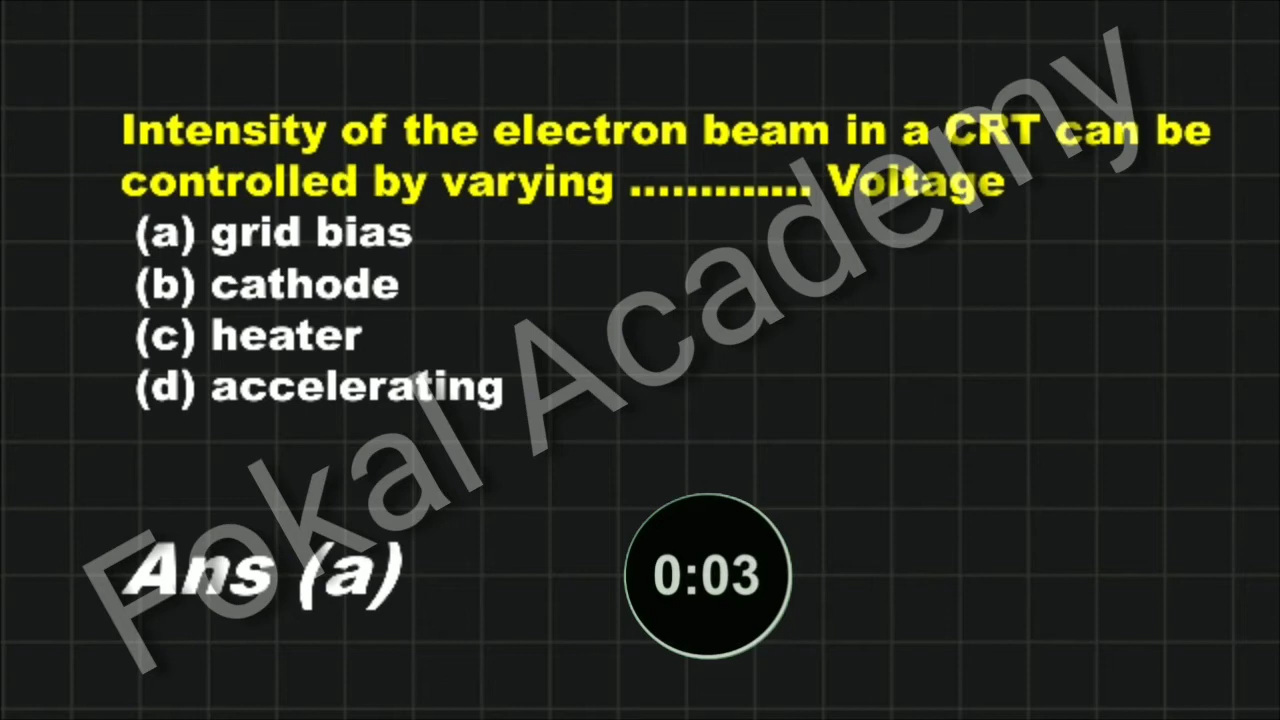 Intensity of the electron beam in a CRT can be
controlled by varying ............. Voltage
(a) grid bias
(b) cathode
(c) heater
(d) accelerating
Ans (a)
0:03
Fokal Academy